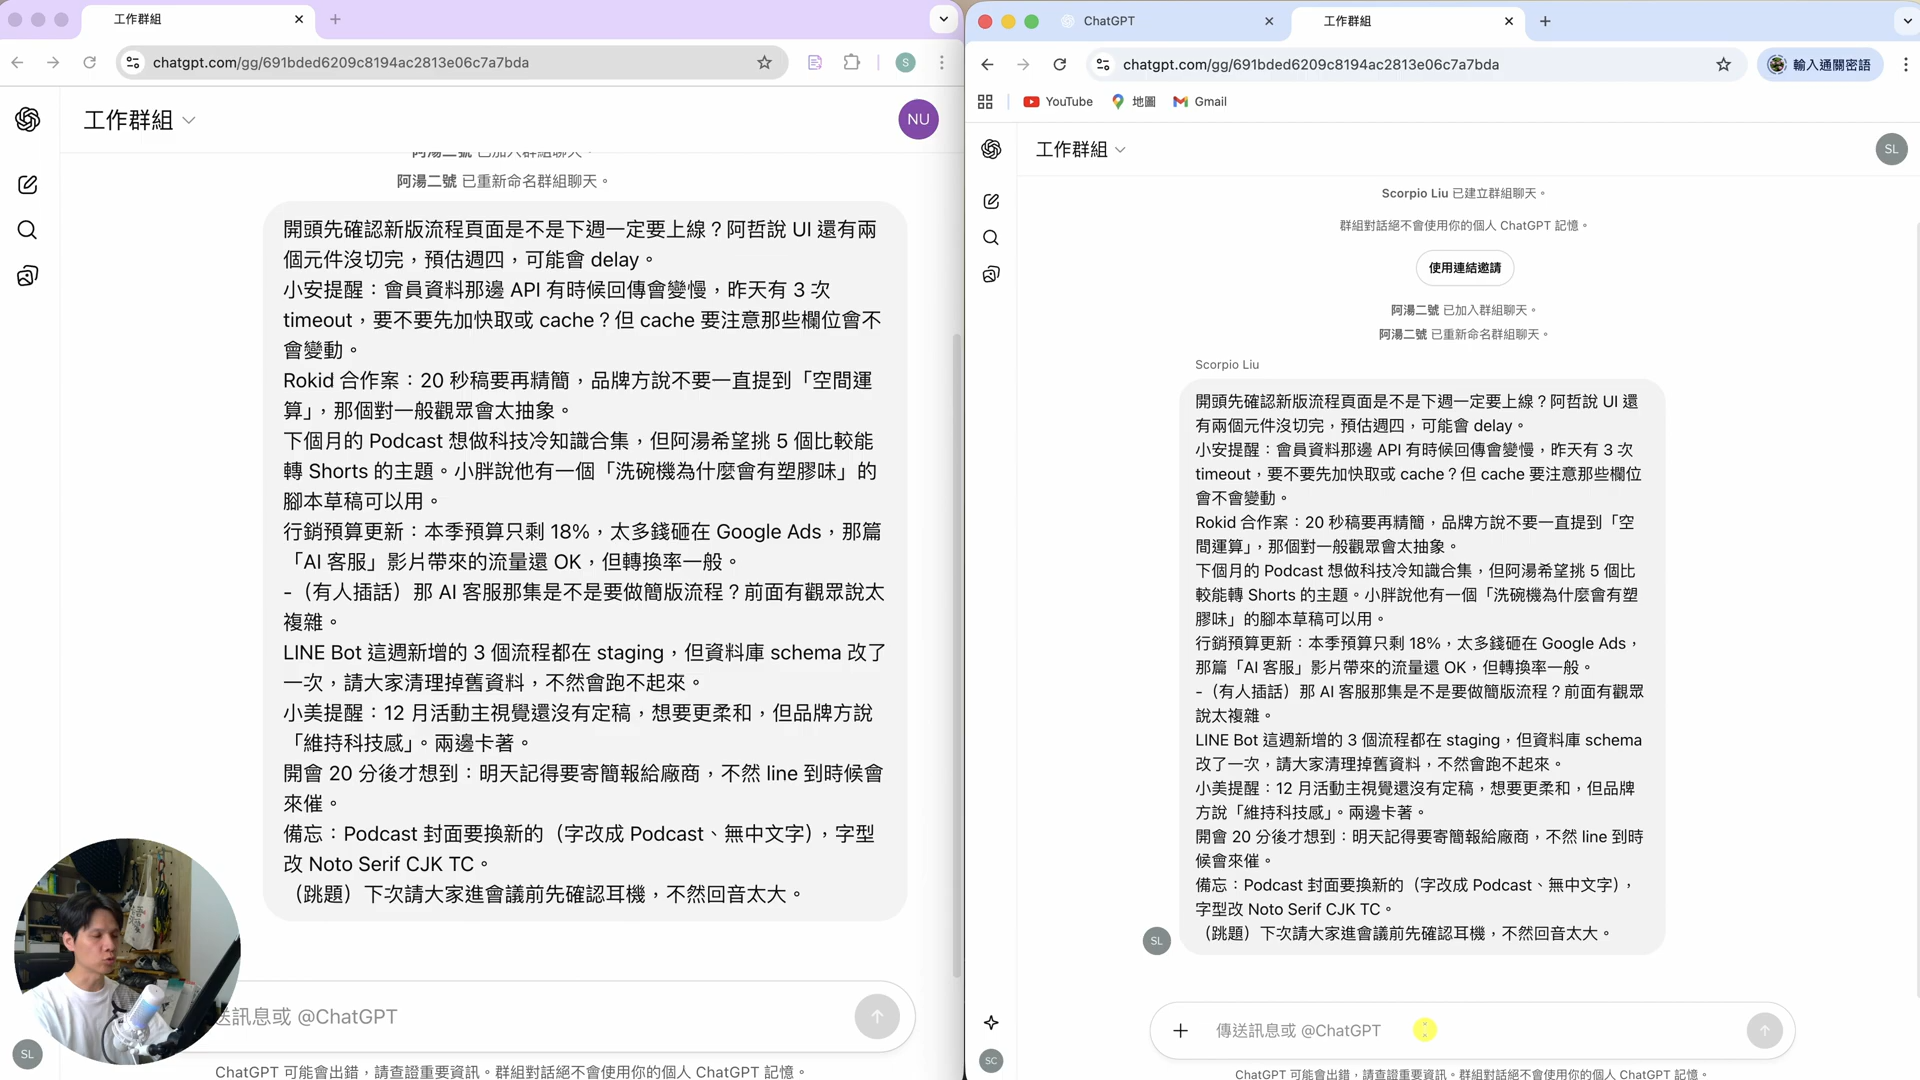 工作群組
chatgpt.com/gg/691bded6209c8194ac2813e06c7a7bda
S
工作群組
NU
阿湯二號 已加入群組聊天。
阿湯二號 已重新命名群組聊天。
開頭先確認新版流程頁面是不是下週一定要上線？阿哲說 UI 還有兩
個元件沒切完，預估週四，可能會 delay。
小安提醒：會員資料那邊 API 有時候回傳會變慢，昨天有 3 次
timeout，要不要先加快取或 cache？但 cache 要注意那些欄位會不
會變動。
Rokid 合作案：20 秒稿要再精簡，品牌方說不要一直提到「空間運
算」，那個對一般觀眾會太抽象。
下個月的 Podcast 想做科技冷知識合集，但阿湯希望挑 5 個比較能
轉 Shorts 的主題。小胖說他有一個「洗碗機為什麼會有塑膠味」的
腳本草稿可以用。
行銷預算更新：本季預算只剩 18%，太多錢砸在 Google Ads，那篇
「AI 客服」影片帶來的流量還 OK，但轉換率一般。
-（有人插話）那 AI 客服那集是不是要做簡版流程？前面有觀眾說太
複雜。
LINE Bot 這週新增的 3 個流程都在 staging，但資料庫 schema 改了
一次，請大家清理掉舊資料，不然會跑不起來。
小美提醒：12 月活動主視覺還沒有定稿，想要更柔和，但品牌方說
「維持科技感」。兩邊卡著。
開會 20 分後才想到：明天記得要寄簡報給廠商，不然 line 到時候會
來催。
備忘：Podcast 封面要換新的（字改成 Podcast、無中文字），字型
改 Noto Serif CJK TC。
（跳題）下次請大家進會議前先確認耳機，不然回音太大。
送訊息或 @ChatGPT
SL
ChatGPT 可能會出錯，請查證重要資訊。群組對話絕不會使用你的個人 ChatGPT 記憶。
ChatGPT
工作群組
chatgpt.com/gg/691bded6209c8194ac2813e06c7a7bda
輸入通關密語
YouTube
地圖
Gmail
工作群組
SL
Scorpio Liu 已建立群組聊天。
群組對話絕不會使用你的個人 ChatGPT 記憶。
使用連結邀請
阿湯二號 已加入群組聊天。
阿湯二號 已重新命名群組聊天。
Scorpio Liu
開頭先確認新版流程頁面是不是下週一定要上線？阿哲說 UI 還
有兩個元件沒切完，預估週四，可能會 delay。
小安提醒：會員資料那邊 API 有時候回傳會變慢，昨天有 3 次
timeout，要不要先加快取或 cache？但 cache 要注意那些欄位
會不會變動。
Rokid 合作案：20 秒稿要再精簡，品牌方說不要一直提到「空
間運算」，那個對一般觀眾會太抽象。
下個月的 Podcast 想做科技冷知識合集，但阿湯希望挑 5 個比
較能轉 Shorts 的主題。小胖說他有一個「洗碗機為什麼會有塑
膠味」的腳本草稿可以用。
行銷預算更新：本季預算只剩 18%，太多錢砸在 Google Ads，
那篇「AI 客服」影片帶來的流量還 OK，但轉換率一般。
-（有人插話）那 AI 客服那集是不是要做簡版流程？前面有觀眾
說太複雜。
LINE Bot 這週新增的 3 個流程都在 staging，但資料庫 schema
改了一次，請大家清理掉舊資料，不然會跑不起來。
小美提醒：12 月活動主視覺還沒有定稿，想要更柔和，但品牌
方說「維持科技感」。兩邊卡著。
開會 20 分後才想到：明天記得要寄簡報給廠商，不然 line 到時
候會來催。
備忘：Podcast 封面要換新的（字改成 Podcast、無中文字），
字型改 Noto Serif CJK TC。
（跳題）下次請大家進會議前先確認耳機，不然回音太大。
SL
傳送訊息或 @ChatGPT
SC
ChatGPT 可能會出錯，請查證重要資訊。群組對話絕不會使用你的個人 ChatGPT 記憶。